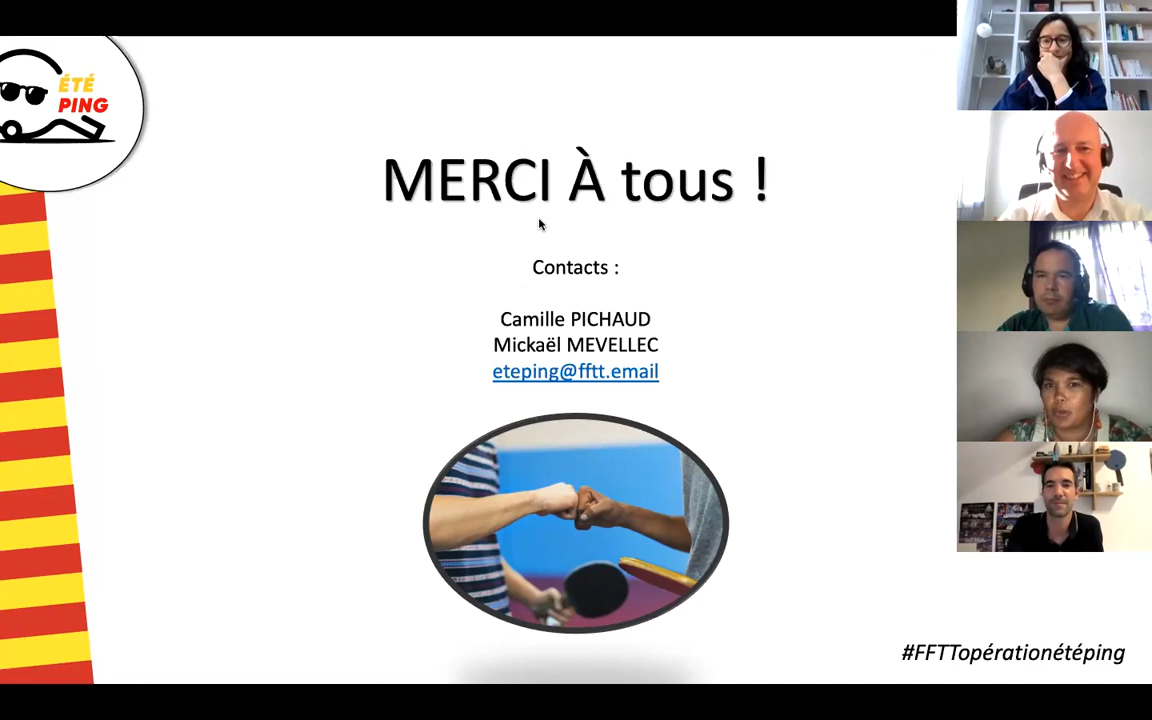 ÉTÉ
PING
MERCI À tous !
Contacts :
Camille PICHAUD
Mickaël MEVELLEC
eteping@fftt.email
#FFTTopérationétéping